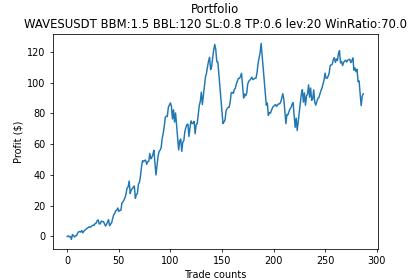 Portfolio
WAVESUSDT BBM:1.5 BBL:120 SL:0.8 TP:0.6 lev:20 WinRatio:70.0
120
100
80
60
40
20
0
Profit ($)
0 50 100 150 200 250 300
Trade counts